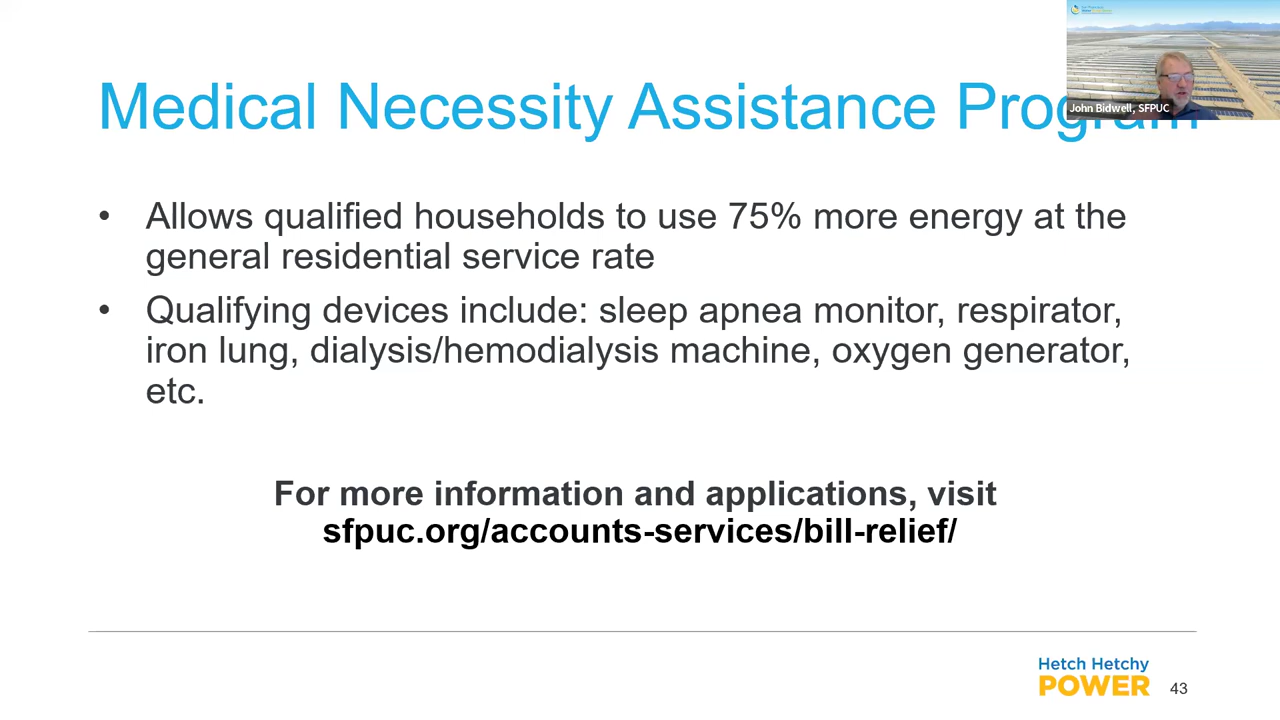 Medical Necessity Assistance Program
John Bidwell, SFPUC
• Allows qualified households to use 75% more energy at the
general residential service rate
• Qualifying devices include: sleep apnea monitor, respirator,
iron lung, dialysis/hemodialysis machine, oxygen generator,
etc.
For more information and applications, visit
sfpuc.org/accounts-services/bill-relief/
Hetch Hetchy
POWER
43